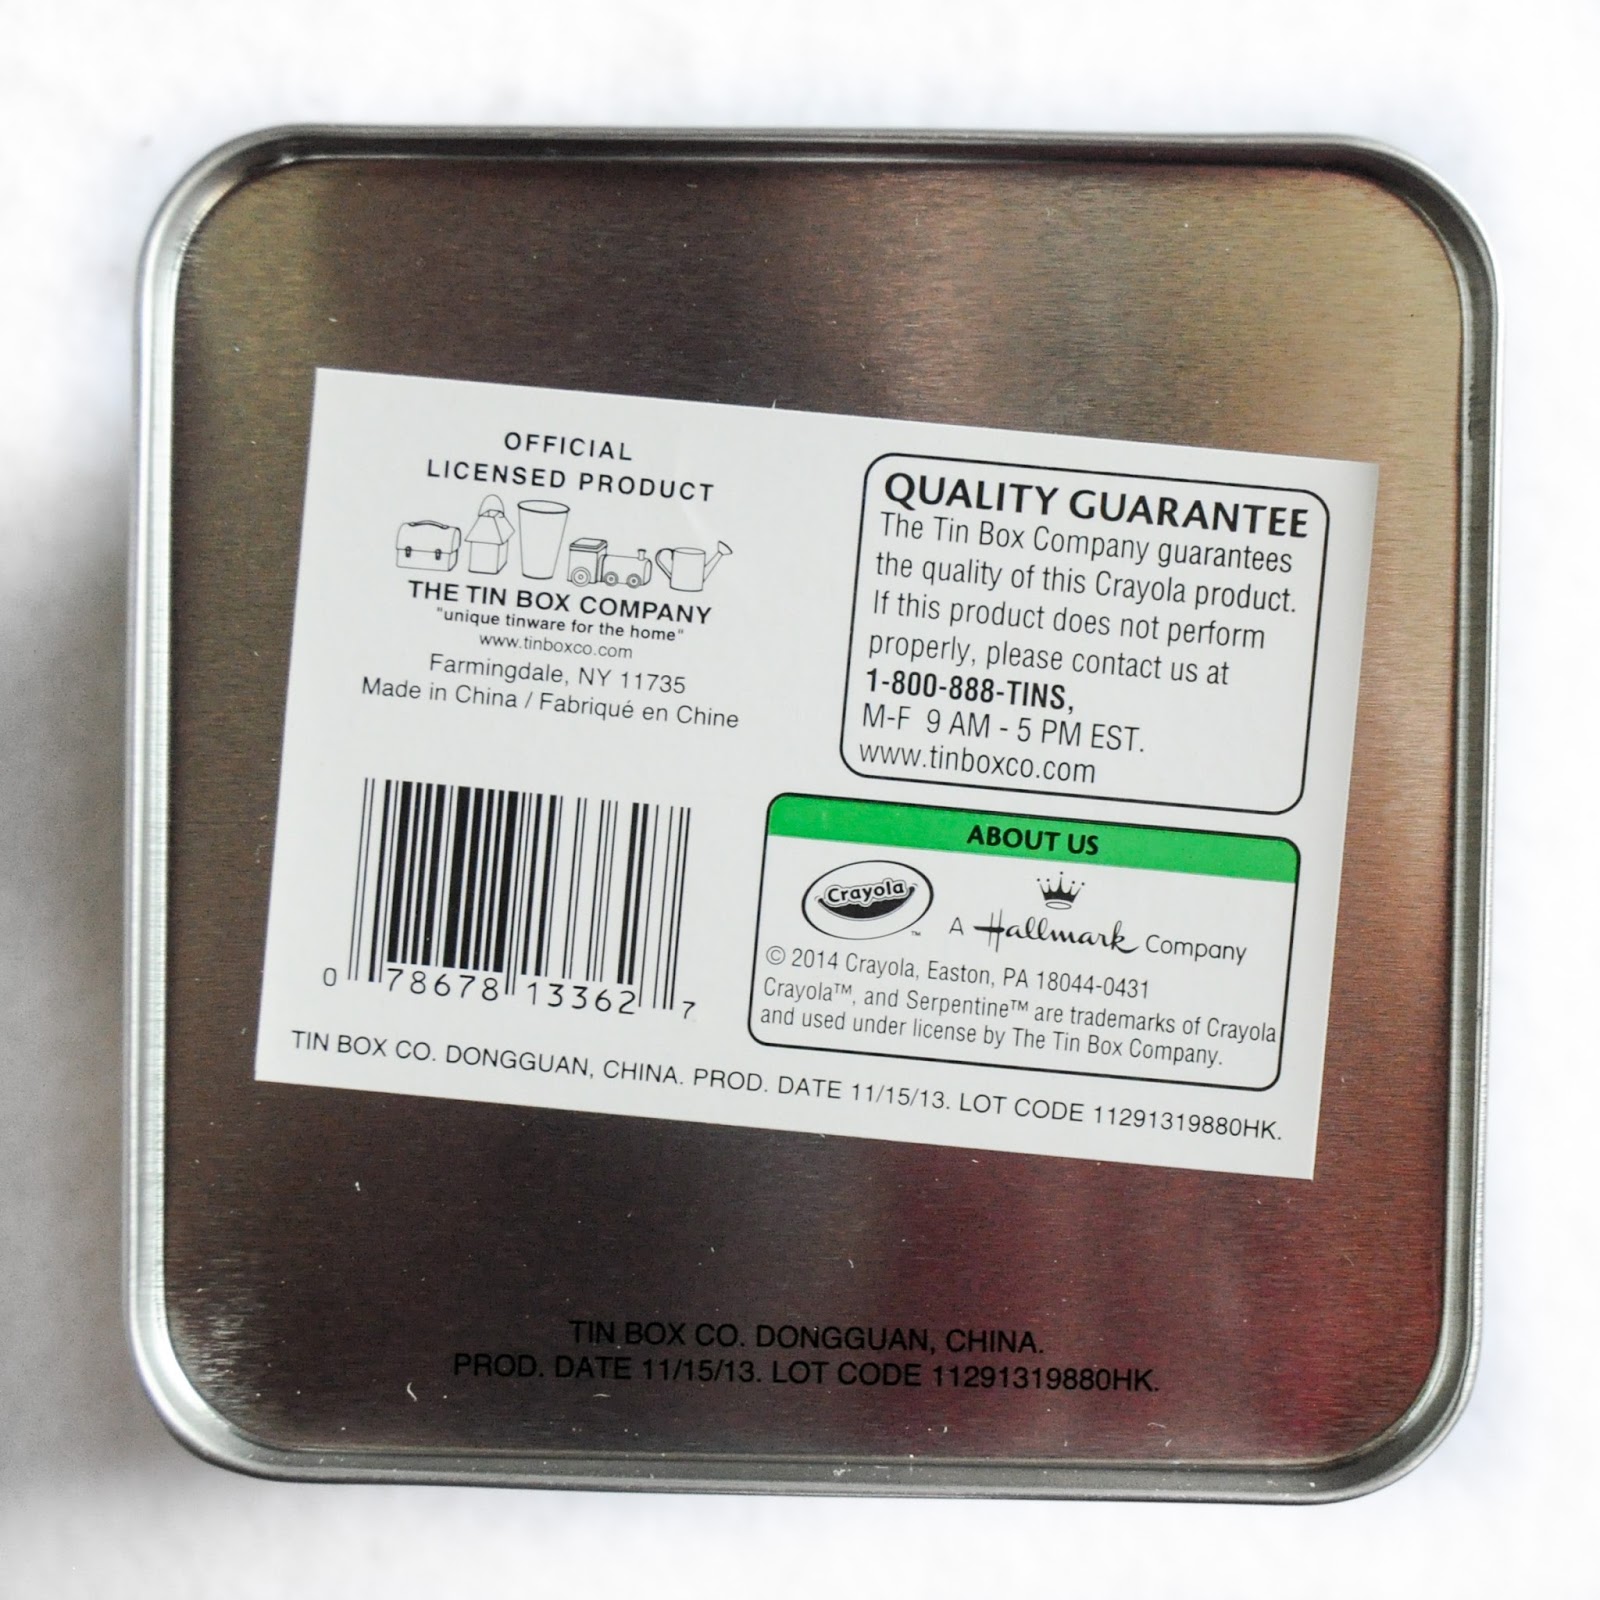 OFFICIAL
LICENSED PRODUCT
THE TIN BOX COMPANY
"unique tinware for the home"
www.tinboxco.com
Farmingdale, NY 11735
Made in China / Fabriqué en Chine
0 78678 13362 7
QUALITY GUARANTEE
The Tin Box Company guarantees
the quality of this Crayola product.
If this product does not perform
properly, please contact us at
1-800-888-TINS,
M-F 9 AM - 5 PM EST.
www.tinboxco.com
ABOUT US
Crayola™
A Hallmark Company
© 2014 Crayola, Easton, PA 18044-0431
Crayola™, and Serpentine™ are trademarks of Crayola
and used under license by The Tin Box Company.
TIN BOX CO. DONGGUAN, CHINA. PROD. DATE 11/15/13. LOT CODE 11291319880HK.
TIN BOX CO. DONGGUAN, CHINA.
PROD. DATE 11/15/13. LOT CODE 11291319880HK.